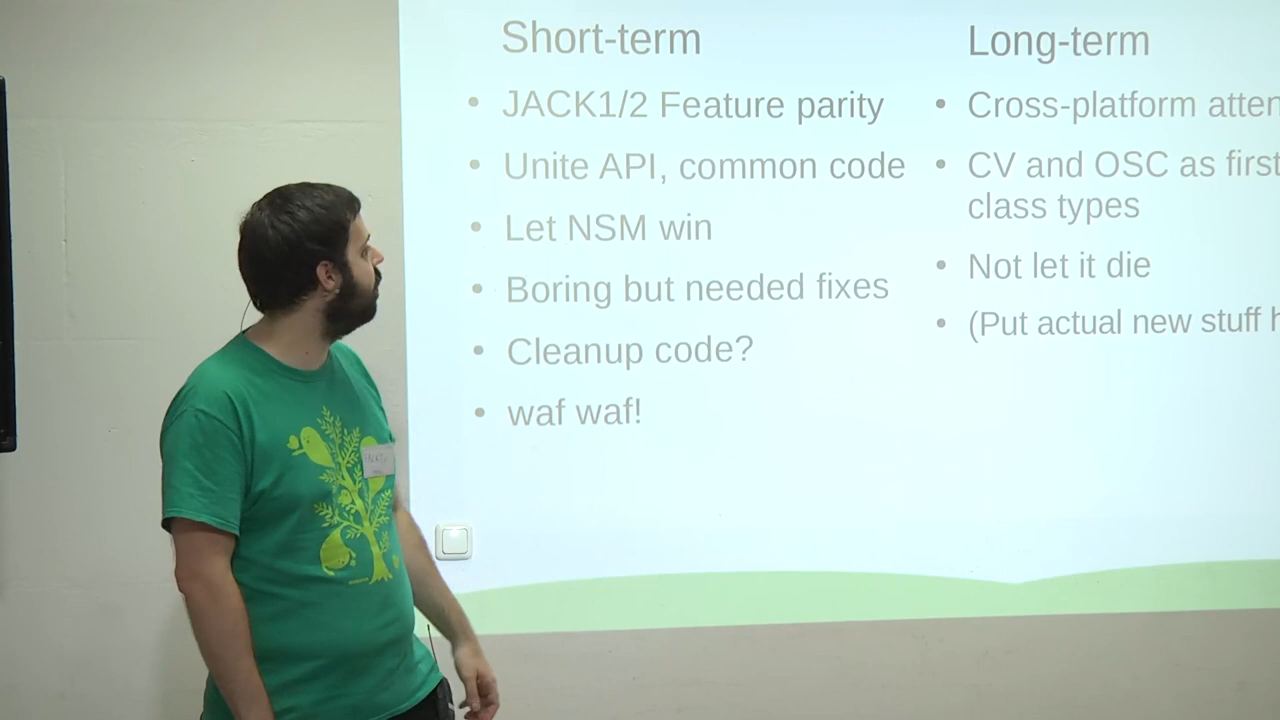 Short-term
JACK1/2 Feature parity
Unite API, common code
Let NSM win
Boring but needed fixes
Cleanup code?
waf waf!
Long-term
Cross-platform
CV and OSC as first
class types
Not let it die
(Put actual new stuff